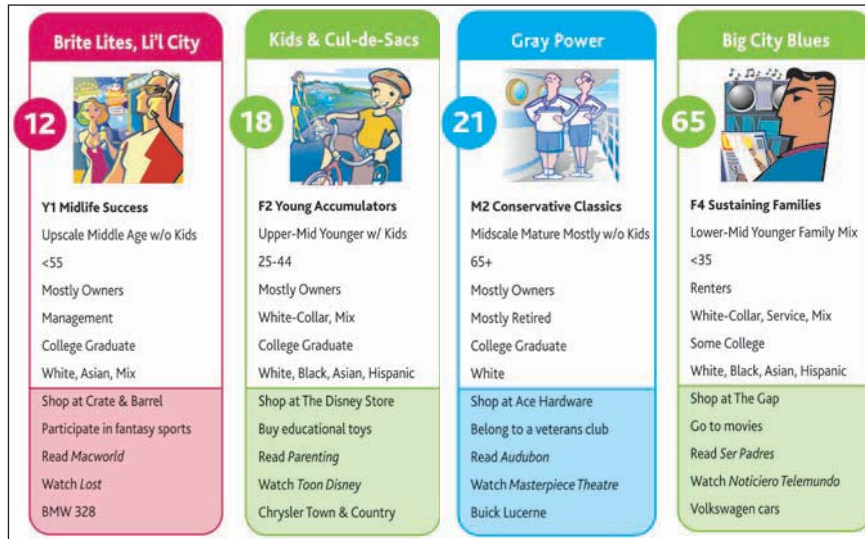 Brite Lites, Li'l City
12
Y1 Midlife Success
Upscale Middle Age w/o Kids
<55
Mostly Owners
Management
College Graduate
White, Asian, Mix
Shop at Crate & Barrel
Participate in fantasy sports
Read Macworld
Watch Lost
BMW 328
Kids & Cul-de-Sacs
18
F2 Young Accumulators
Upper-Mid Younger w/ Kids
25-44
Mostly Owners
White-Collar, Mix
College Graduate
White, Black, Asian, Hispanic
Shop at The Disney Store
Buy educational toys
Read Parenting
Watch Toon Disney
Chrysler Town & Country
Gray Power
21
M2 Conservative Classics
Midscale Mature Mostly w/o Kids
65+
Mostly Owners
Mostly Retired
College Graduate
White
Shop at Ace Hardware
Belong to a veterans club
Read Audubon
Watch Masterpiece Theatre
Buick Lucerne
Big City Blues
65
F4 Sustaining Families
Lower-Mid Younger Family Mix
<35
Renters
White-Collar, Service, Mix
Some College
White, Black, Asian, Hispanic
Shop at The Gap
Go to movies
Read Ser Padres
Watch Noticiero Telemundo
Volkswagen cars